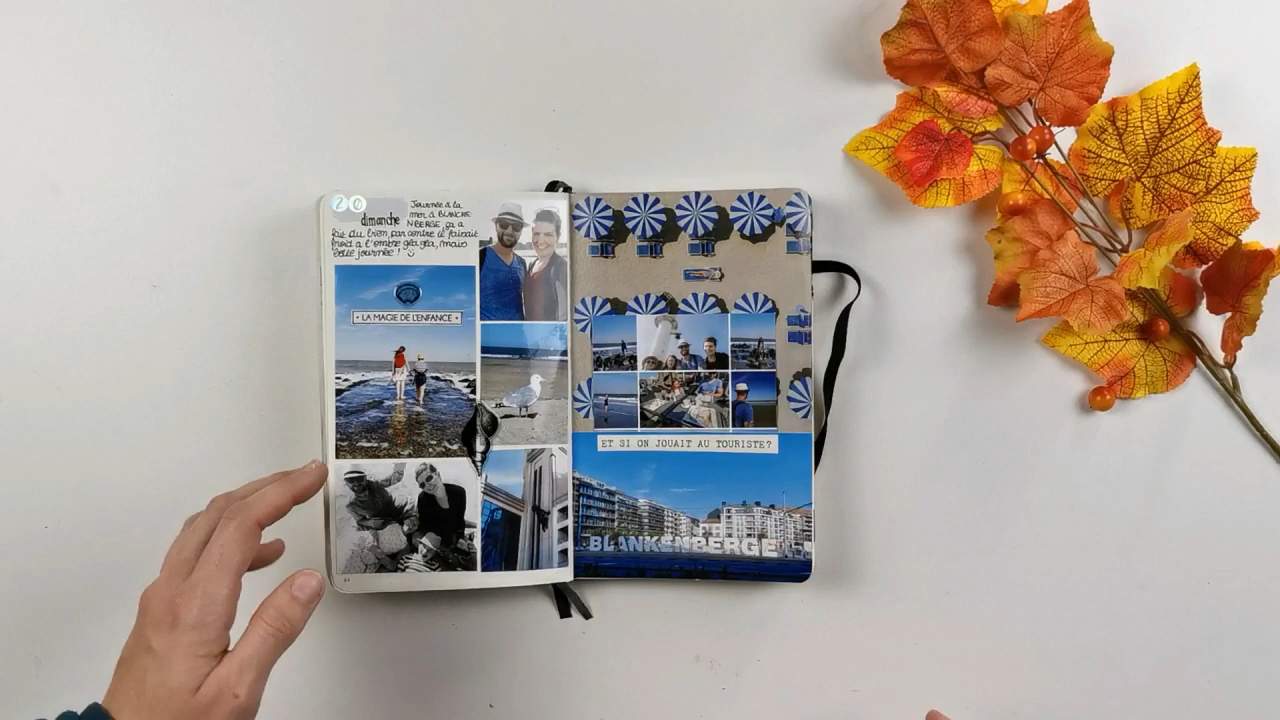 20
dimanche
Journée à la
mer à BLANKE
NBERGE ça a
fait du bien, par contre il faisait
froid à l'ombre gla gla, mais
belle journée !
LA MAGIE DE L'ENFANCE
ET SI ON JOUAIT AU TOURISTE?
BLANKENBERGE